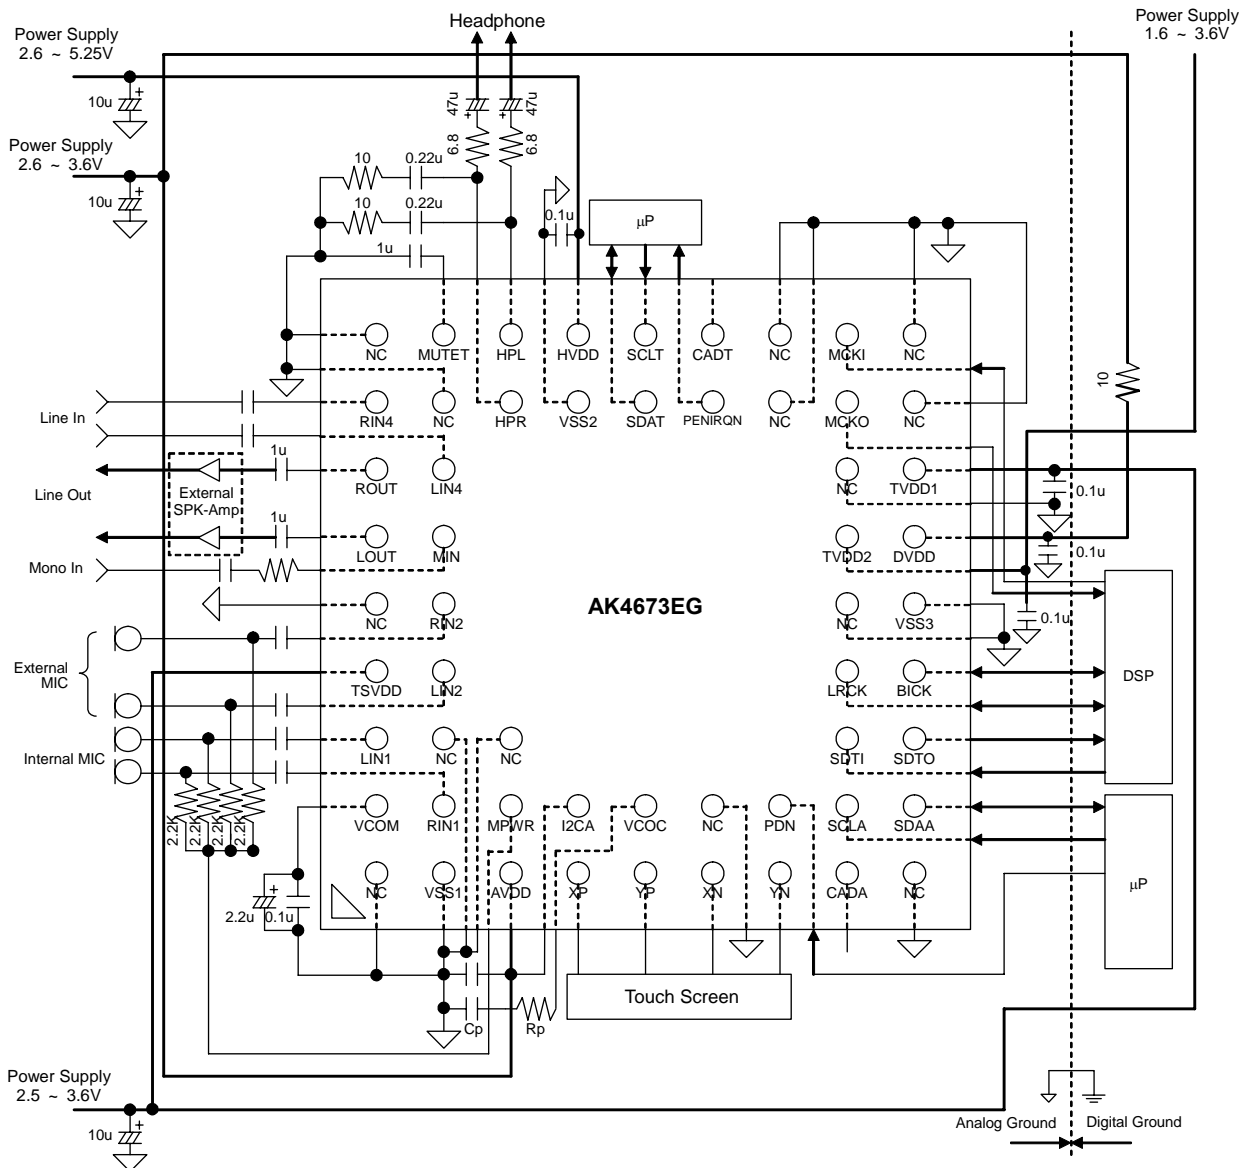 Headphone
Power Supply
2.6 ~ 5.25V
10u
+
Power Supply
2.6 ~ 3.6V
10u
+
Power Supply
1.6 ~ 3.6V
47u
+
47u
+
6.8
6.8
10
0.22u
10
0.22u
1u
0.1u
µP
10
NC
MUTET
HPL
HVDD
SCLT
CADT
NC
MCKI
NC
Line In
RIN4
NC
HPR
VSS2
SDAT
PENIRQN
NC
MCKO
NC
1u
Line Out
External
SPK-Amp
ROUT
LIN4
NC
TVDD1
0.1u
1u
LOUT
MIN
TVDD2
DVDD
0.1u
Mono In
AK4673EG
NC
RIN2
NC
VSS3
0.1u
External
MIC
TSVDD
LIN2
LRCK
BICK
DSP
Internal MIC
LIN1
NC
NC
SDTI
SDTO
2.2K
2.2K
2.2K
2.2K
VCOM
RIN1
MPWR
I2CA
VCOC
NC
PDN
SCLA
SDAA
µP
2.2u
+
0.1u
NC
VSS1
AVDD
XP
YP
XN
YN
CADA
NC
Touch Screen
Cp
Rp
Power Supply
2.5 ~ 3.6V
10u
+
Analog Ground
Digital Ground